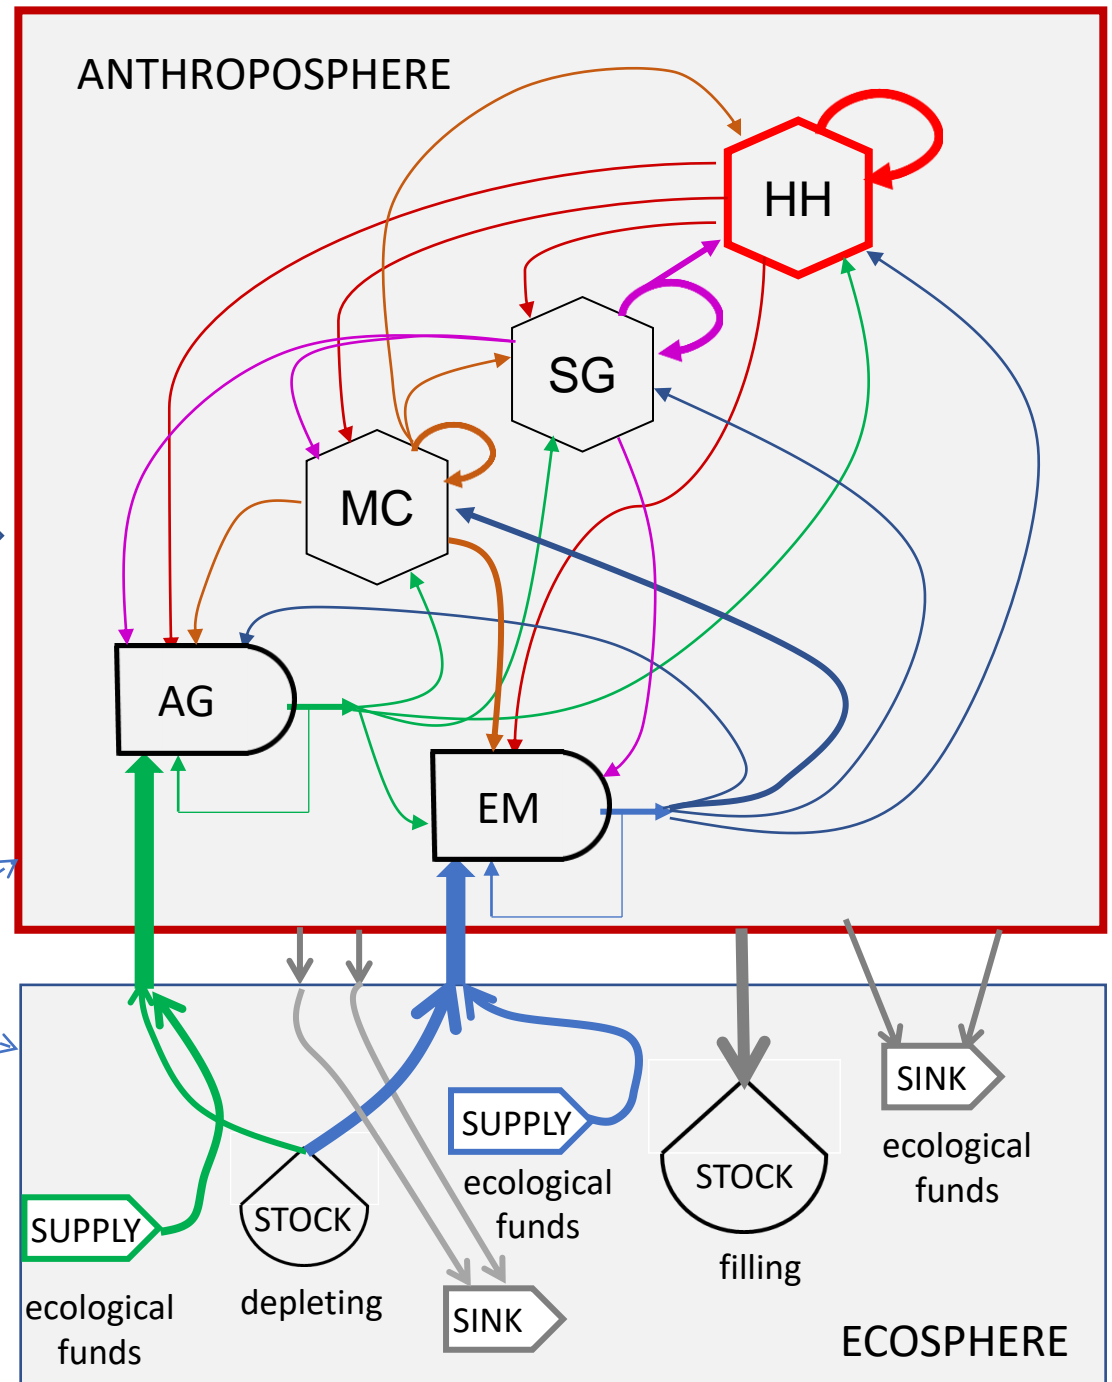 ANTHROPOSPHERE
HH
SG
MC
AG
EM
SUPPLY
ecological
funds
STOCK
depleting
SUPPLY
ecological
funds
SINK
STOCK
filling
SINK
ecological
funds
ECOSPHERE